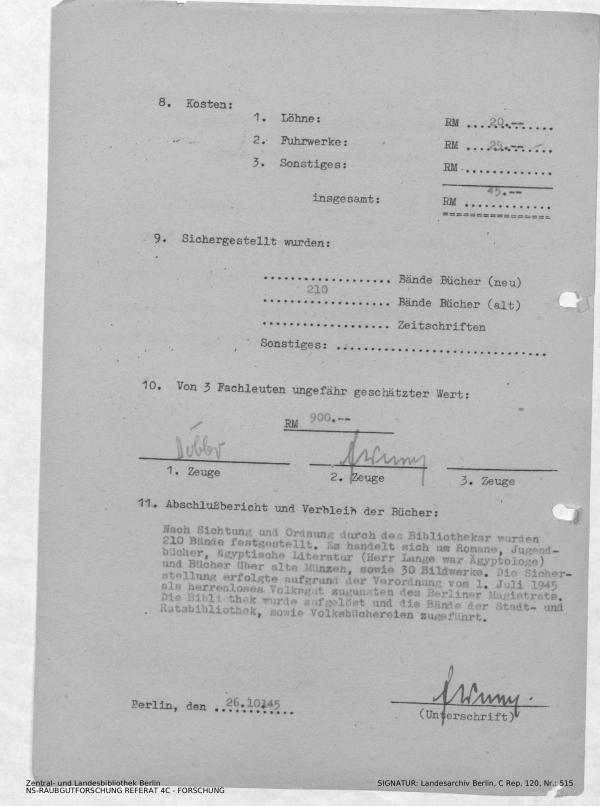 8. Kosten:
1. Löhne: RM ..20.--......
2. Fuhrwerke: RM ..25.--.....
3. Sonstiges: RM .............
insgesamt: RM ..45.--.......
================
9. Sichergestellt wurden:
................... Bände Bücher (neu)
210
................... Bände Bücher (alt)
................... Zeitschriften
Sonstiges: ...............................
10. Von 3 Fachleuten ungefähr geschätzter Wert:
RM 900.--
1. Zeuge 2. Zeuge 3. Zeuge
11. Abschlußbericht und Verbleib der Bücher:
Nach Sichtung und Ordnung durch den Bibliothekar wurden
210 Bände festgestellt. Es handelt sich um Romane, Jugend-
bücher, ägyptische Literatur (Herr Lange war Ägyptologe)
und Bücher über alte Münzen, sowie 30 Bildwerke. Die Sicher-
stellung erfolgte aufgrund der Verordnung vom 1. Juli 1945
als herrenloses Volksgut zugunsten des Berliner Magistrats.
Die Bibli thek wurde aufgelöst und die Bände der Stadt- und
Ratsbibliothek, sowie Volksbüchereien zugeführt.
Berlin, den 26.10.45
(Unterschrift)
Zentral- und Landesbibliothek Berlin
NS-RAUBGUTFORSCHUNG REFERAT 4C - FORSCHUNG
SIGNATUR: Landesarchiv Berlin, C Rep. 120, Nr.: 515